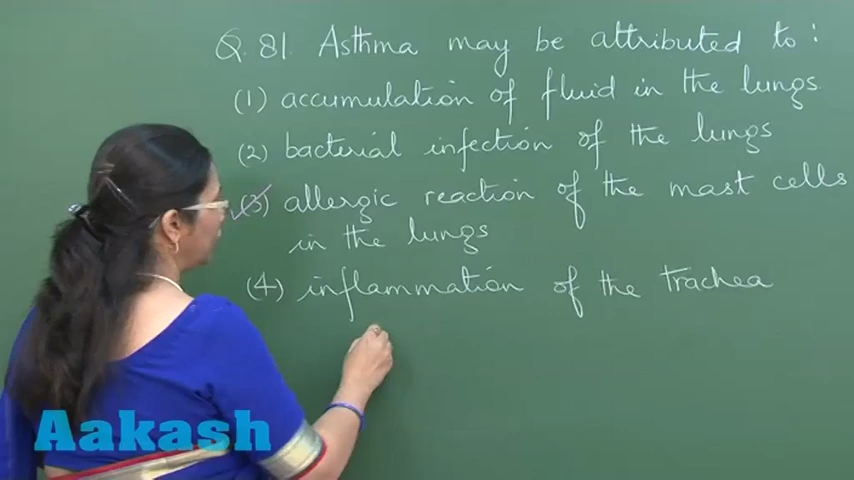 Q. 81. Asthma may be attributed to :
(1) accumulation of fluid in the lungs
(2) bacterial infection of the lungs
(3) allergic reaction of the mast cells
in the lungs
(4) inflammation of the trachea
Aakash